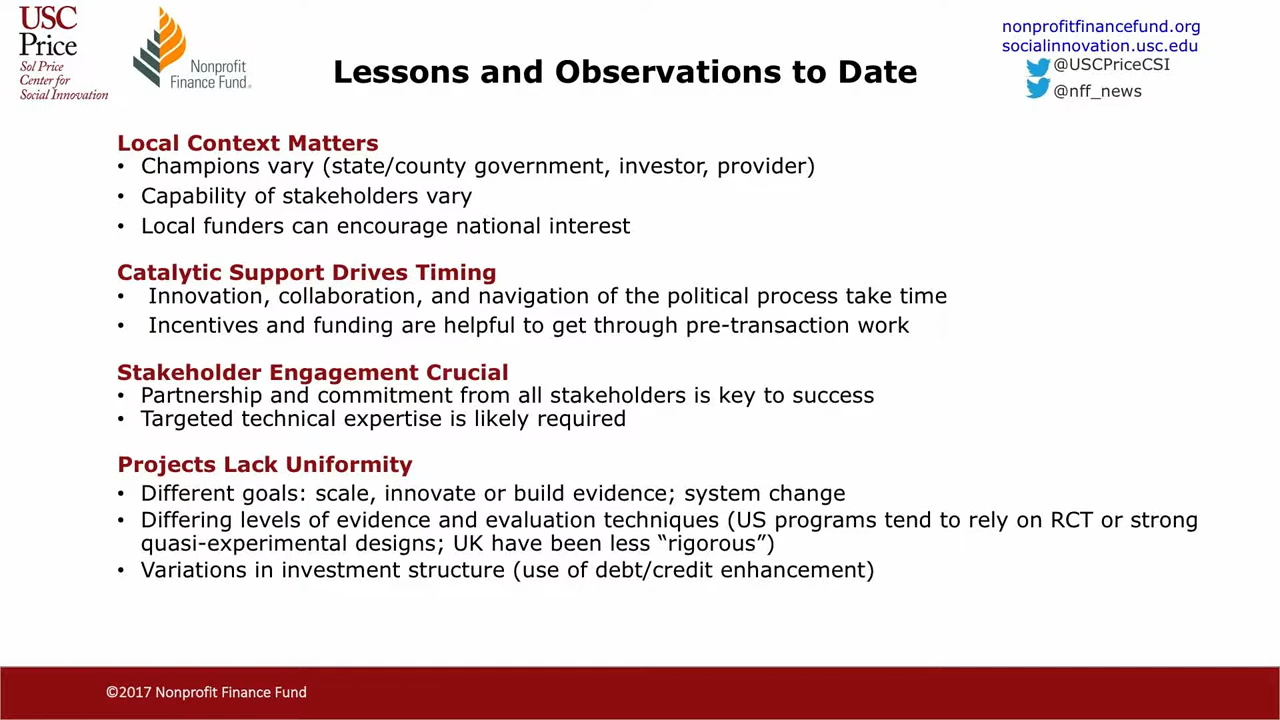 USC
Price
Sol Price
Center for
Social Innovation
Nonprofit
Finance Fund®
Lessons and Observations to Date
nonprofitfinancefund.org
socialinnovation.usc.edu
@USCPriceCSI
@nff_news
Local Context Matters
• Champions vary (state/county government, investor, provider)
• Capability of stakeholders vary
• Local funders can encourage national interest
Catalytic Support Drives Timing
• Innovation, collaboration, and navigation of the political process take time
• Incentives and funding are helpful to get through pre-transaction work
Stakeholder Engagement Crucial
• Partnership and commitment from all stakeholders is key to success
• Targeted technical expertise is likely required
Projects Lack Uniformity
• Different goals: scale, innovate or build evidence; system change
• Differing levels of evidence and evaluation techniques (US programs tend to rely on RCT or strong
quasi-experimental designs; UK have been less “rigorous”)
• Variations in investment structure (use of debt/credit enhancement)
©2017 Nonprofit Finance Fund